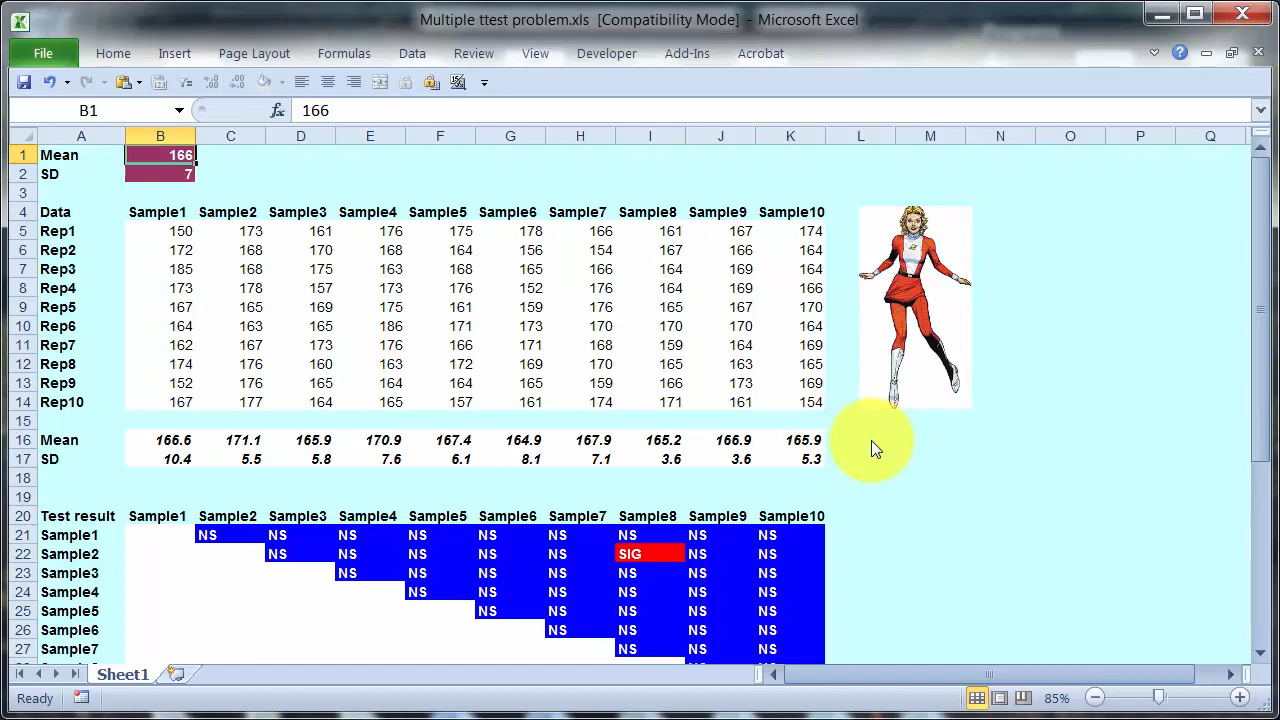 Multiple ttest problem.xls [Compatibility Mode] - Microsoft Excel
File Home Insert Page Layout Formulas Data Review View Developer Add-Ins Acrobat
B1 fx 166
A B C D E F G H I J K L M N O P Q
1 Mean 166
2 SD 7
3
4 Data Sample1 Sample2 Sample3 Sample4 Sample5 Sample6 Sample7 Sample8 Sample9 Sample10
5 Rep1 150 173 161 176 175 178 166 161 167 174
6 Rep2 172 168 170 168 164 156 154 167 166 164
7 Rep3 185 168 175 163 168 165 166 164 169 164
8 Rep4 173 178 157 173 176 152 176 164 169 166
9 Rep5 167 165 169 175 161 159 176 165 167 170
10 Rep6 164 163 165 186 171 173 170 170 170 164
11 Rep7 162 167 173 176 166 171 168 159 164 169
12 Rep8 174 176 160 163 172 169 170 165 163 165
13 Rep9 152 176 165 164 164 165 159 166 173 169
14 Rep10 167 177 164 165 157 161 174 171 161 154
15
16 Mean 166.6 171.1 165.9 170.9 167.4 164.9 167.9 165.2 166.9 165.9
17 SD 10.4 5.5 5.8 7.6 6.1 8.1 7.1 3.6 3.6 5.3
18
19
20 Test result Sample1 Sample2 Sample3 Sample4 Sample5 Sample6 Sample7 Sample8 Sample9 Sample10
21 Sample1 NS NS NS NS NS NS NS NS NS
22 Sample2 NS NS NS NS NS SIG NS NS
23 Sample3 NS NS NS NS NS NS NS
24 Sample4 NS NS NS NS NS NS
25 Sample5 NS NS NS NS NS
26 Sample6 NS NS NS NS
27 Sample7 NS NS NS
Sheet1
Ready 85%